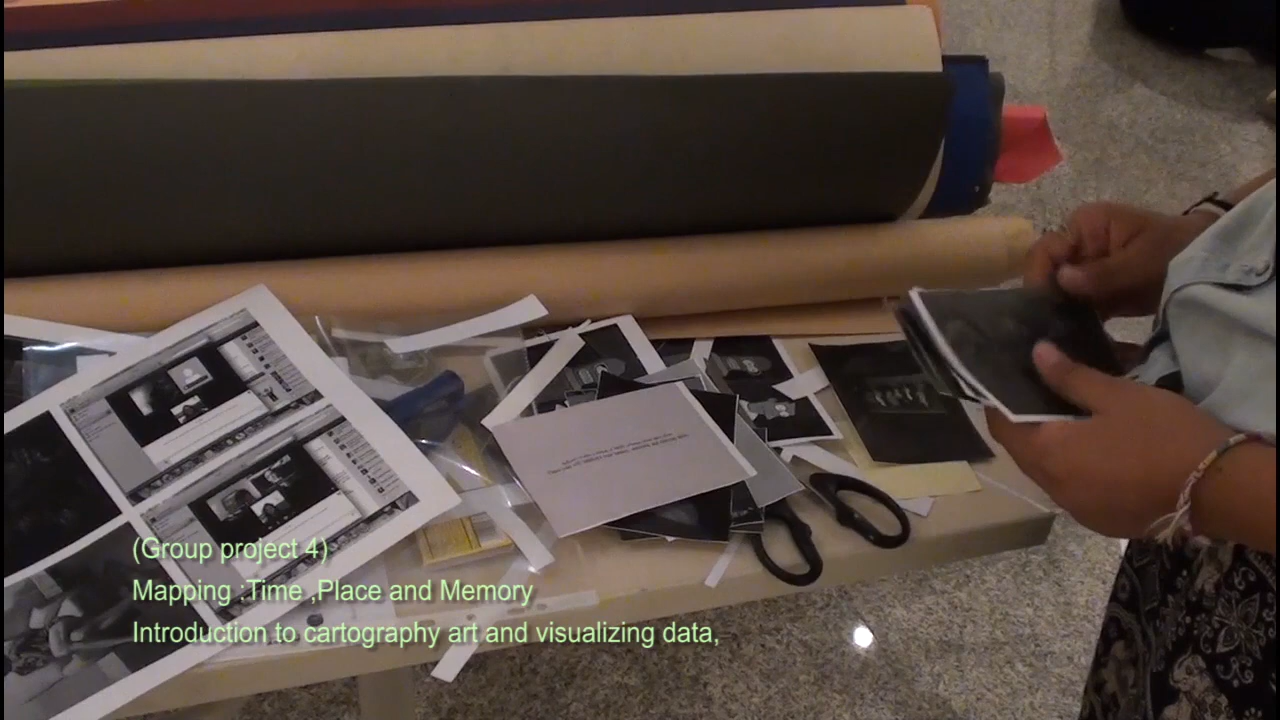 (Group project 4)
Mapping :Time ,Place and Memory
Introduction to cartography art and visualizing data,